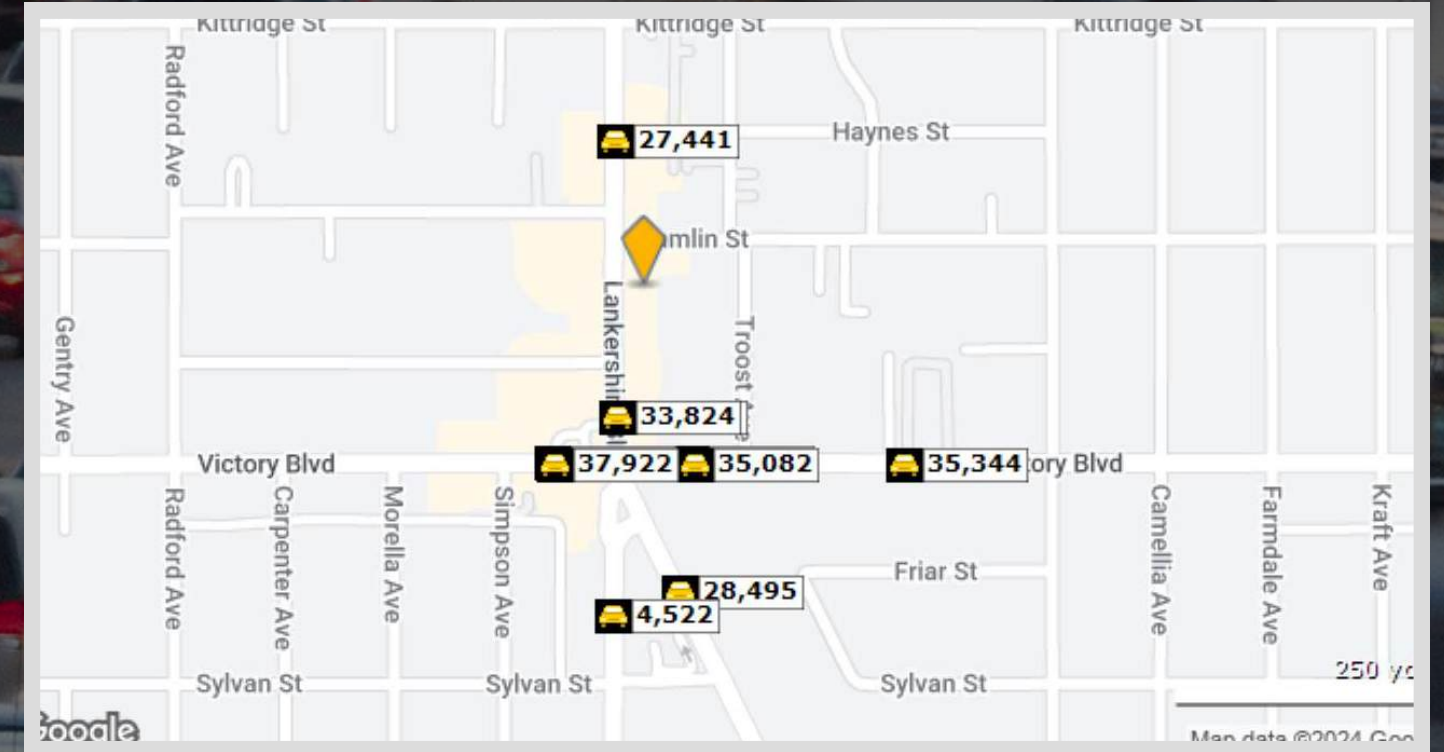 Kittridge St
Kittridge St
Kittridge St
Radford Ave
27,441
Haynes St
mlin St
Gentry Ave
Lankershi
Troost
33,824
Victory Blvd
37,922
35,082
35,344
ory Blvd
Radford Ave
Carpenter Ave
Morella Ave
Simpson Ave
Camellia Ave
Farmdale Ave
Kraft Ave
Friar St
28,495
4,522
Sylvan St
Sylvan St
Sylvan St
250 y
Google
Map data ©2024 Goo